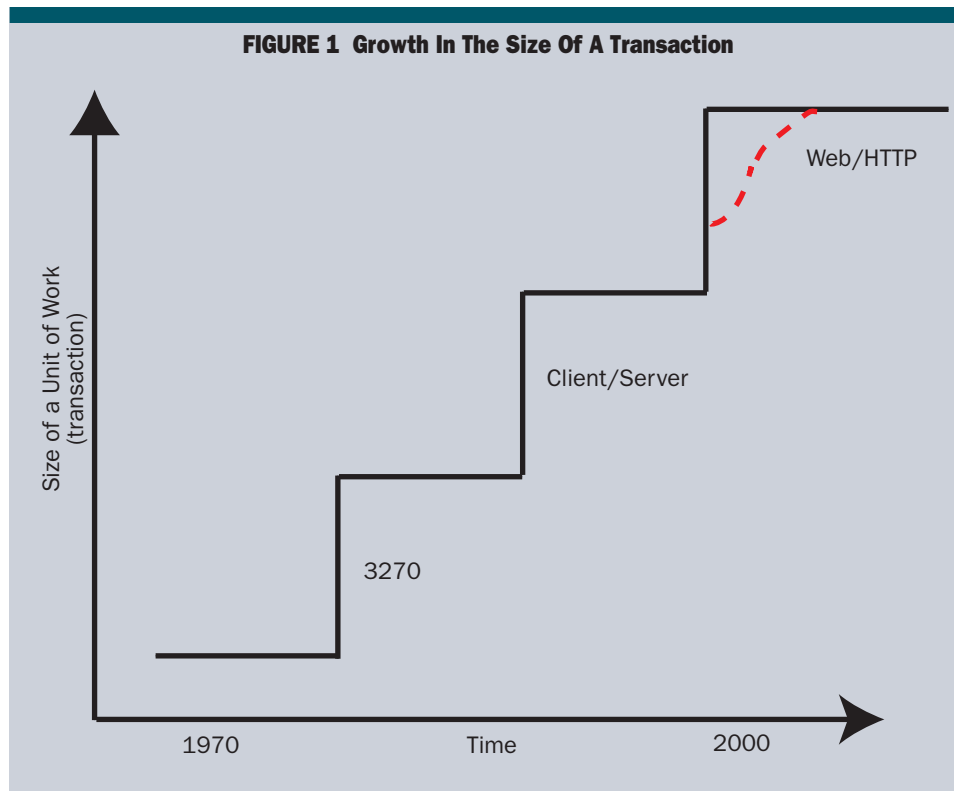 FIGURE 1 Growth In The Size Of A Transaction
Size of a Unit of Work
(transaction)
Web/HTTP
Client/Server
3270
1970
Time
2000